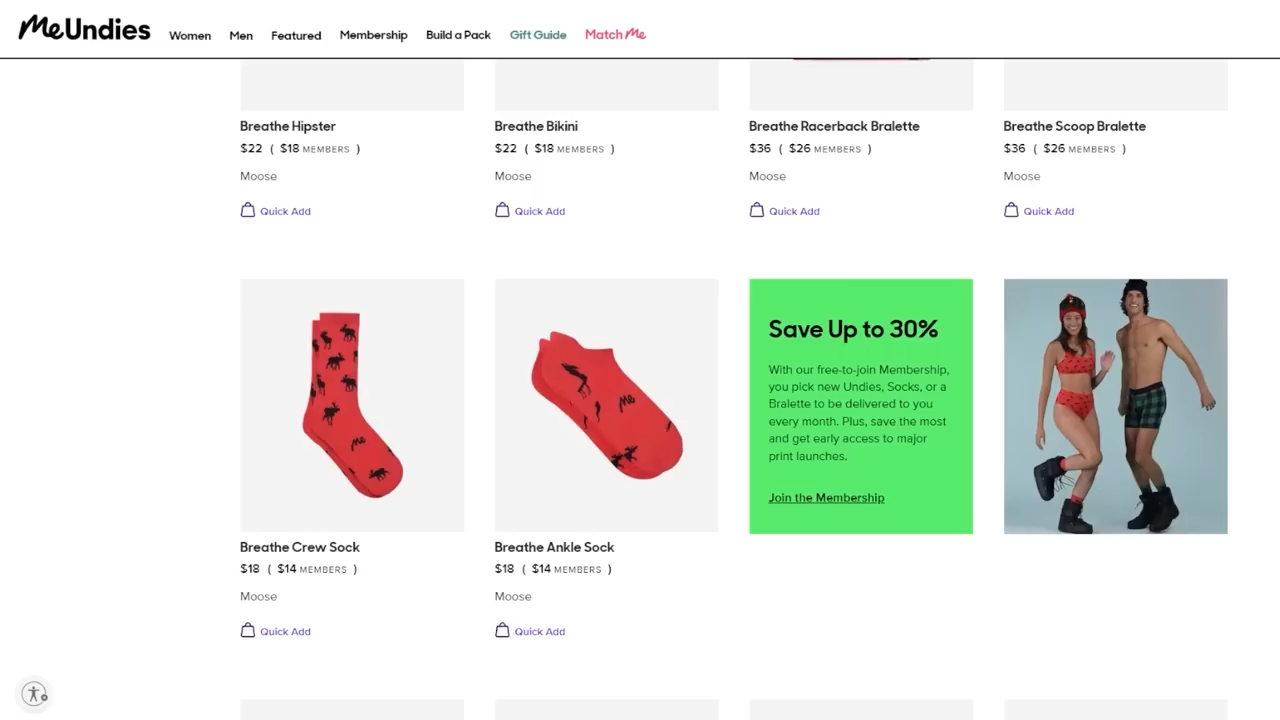 MeUndies
Women
Men
Featured
Membership
Build a Pack
Gift Guide
Match Me
Breathe Hipster
$22 ( $18 MEMBERS )
Moose
Quick Add
Breathe Bikini
$22 ( $18 MEMBERS )
Moose
Quick Add
Breathe Racerback Bralette
$36 ( $26 MEMBERS )
Moose
Quick Add
Breathe Scoop Bralette
$36 ( $26 MEMBERS )
Moose
Quick Add
Me
Me
Save Up to 30%
With our free-to-join Membership,
you pick new Undies, Socks, or a
Bralette to be delivered to you
every month. Plus, save the most
and get early access to major
print launches.
Join the Membership
Breathe Crew Sock
$18 ( $14 MEMBERS )
Moose
Quick Add
Breathe Ankle Sock
$18 ( $14 MEMBERS )
Moose
Quick Add